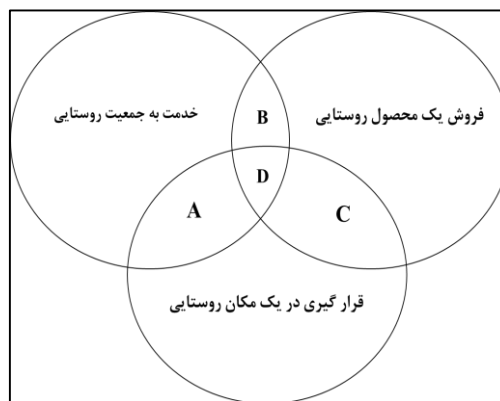 B
خدمت به جمعیت روستایی
فروش یک محصول روستایی
D
A
C
قرار گیری در یک مکان روستایی